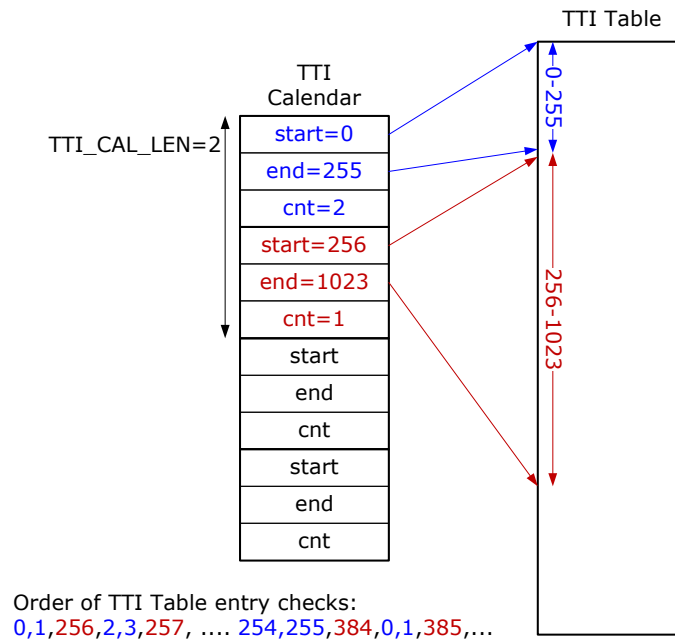 TTI Table
TTI
Calendar
TTI_CAL_LEN=2
start=0
end=255
cnt=2
start=256
end=1023
cnt=1
start
end
cnt
start
end
cnt
0-255
256-1023
Order of TTI Table entry checks:
0,1,256,2,3,257, .... 254,255,384,0,1,385,...